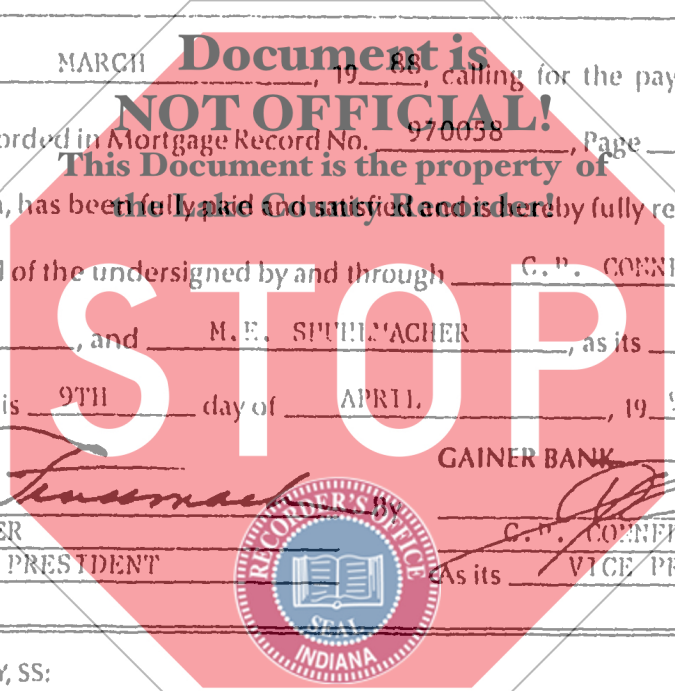 Document is
MARCH , 19 88, calling for the pay
NOT OFFICIAL!
orded in Mortgage Record No. 970058 , Page
This Document is the property of
the Lake County Recorder!
, has been fully paid and satisfied and is hereby fully re
l of the undersigned by and through C. P. CONN
STOP
, and M.E. , as its
is 9TH day of APRIL , 19
GAINER BANK
By
ER C. P. CONNE
PRESIDENT As its VICE PR
RECORDER'S OFFICE
SEAL
INDIANA
Y, SS: